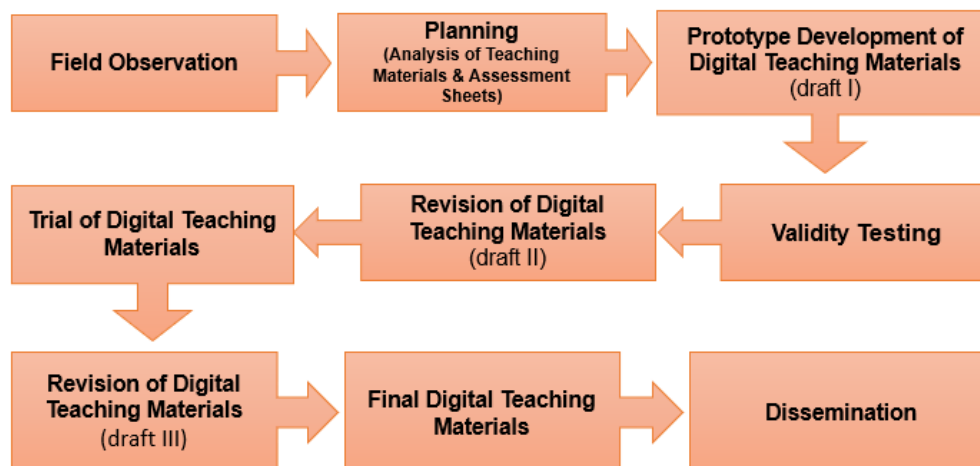 Field Observation
Planning
(Analysis of Teaching
Materials & Assessment
Sheets)
Prototype Development of
Digital Teaching Materials
(draft I)
Validity Testing
Revision of Digital
Teaching Materials
(draft II)
Trial of Digital Teaching
Materials
Revision of Digital
Teaching Materials
(draft III)
Final Digital Teaching
Materials
Dissemination